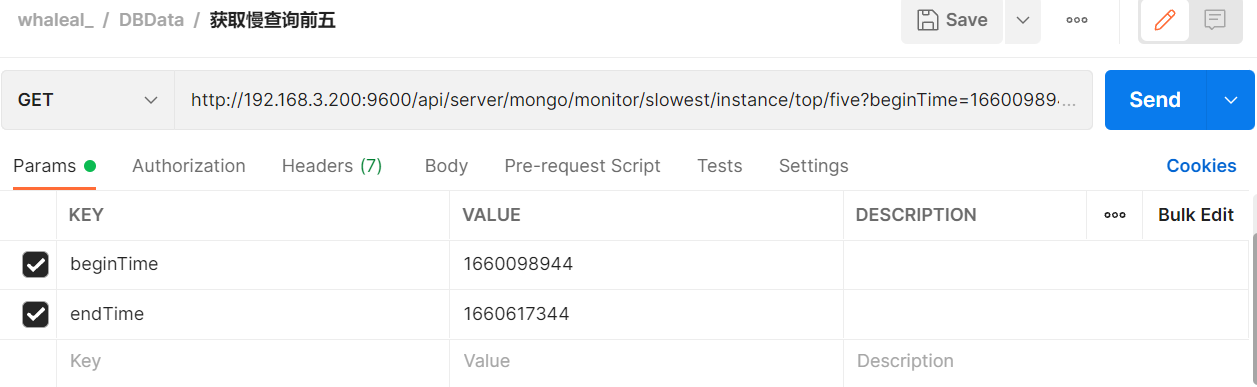 whaleal_ / DBData / 获取慢查询前五
Save
GET http://192.168.3.200:9600/api/server/mongo/monitor/slowest/instance/top/five?beginTime=16600989... Send
Params Authorization Headers (7) Body Pre-request Script Tests Settings Cookies
KEY VALUE DESCRIPTION Bulk Edit
beginTime 1660098944
endTime 1660617344
Key Value Description